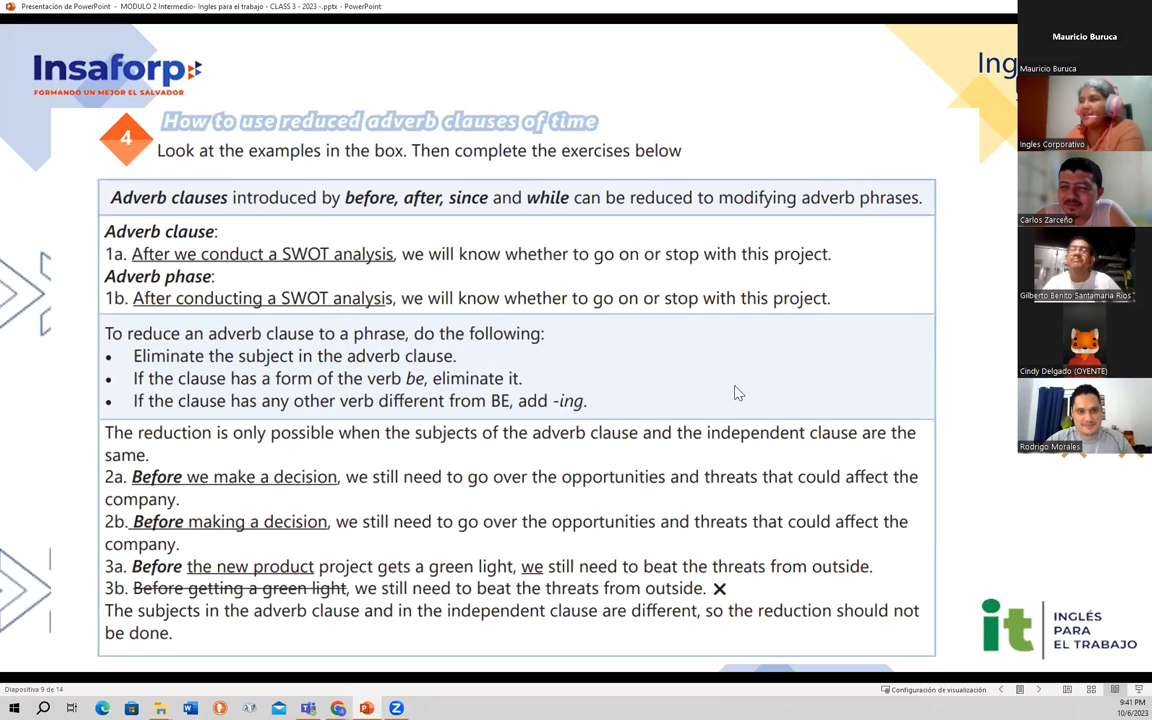 Presentación de PowerPoint - MODULO 2 Intermedio- Ingles para el trabajo - CLASS 3 - 2023 -.pptx - PowerPoint
Insaforp
FORMANDO UN MEJOR EL SALVADOR
Ing
Mauricio Buruca
Mauricio Buruca
Ingles Corporativo
Carlos Zarceño
Gilberto Benito Santamaria Rios
Cindy Delgado (OYENTE)
Rodrigo Morales
4
How to use reduced adverb clauses of time
Look at the examples in the box. Then complete the exercises below
Adverb clauses introduced by before, after, since and while can be reduced to modifying adverb phrases.
Adverb clause:
1a. After we conduct a SWOT analysis, we will know whether to go on or stop with this project.
Adverb phase:
1b. After conducting a SWOT analysis, we will know whether to go on or stop with this project.
To reduce an adverb clause to a phrase, do the following:
• Eliminate the subject in the adverb clause.
• If the clause has a form of the verb be, eliminate it.
• If the clause has any other verb different from BE, add -ing.
The reduction is only possible when the subjects of the adverb clause and the independent clause are the
same.
2a. Before we make a decision, we still need to go over the opportunities and threats that could affect the
company.
2b. Before making a decision, we still need to go over the opportunities and threats that could affect the
company.
3a. Before the new product project gets a green light, we still need to beat the threats from outside.
3b. Before getting a green light, we still need to beat the threats from outside. ✕
The subjects in the adverb clause and in the independent clause are different, so the reduction should not
be done.
it
INGLÉS
PARA
EL TRABAJO
Diapositiva 9 de 14
Configuración de visualización
9:41 PM
10/6/2023